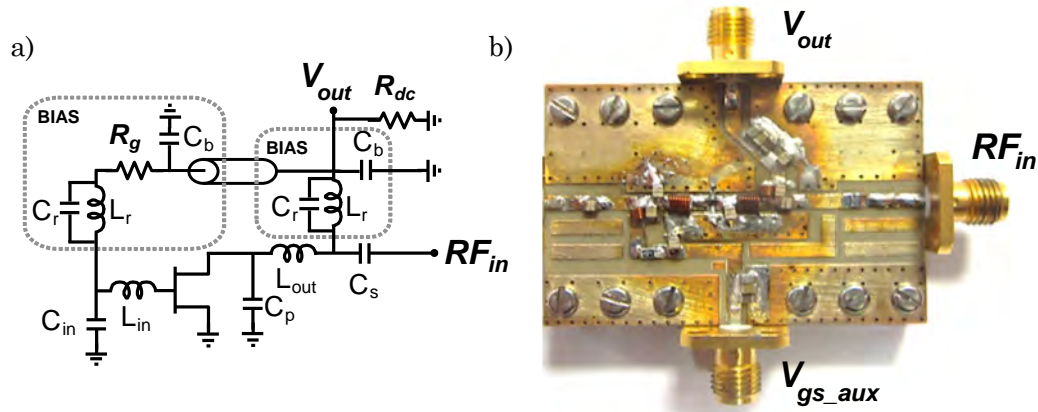 a)
BIAS
R_g
C_b
C_r
L_r
C_in
L_in
V_out
R_dc
BIAS
C_b
C_r
L_r
L_out
C_s
C_p
RF_in
b)
V_out
RF_in
V_gs_aux